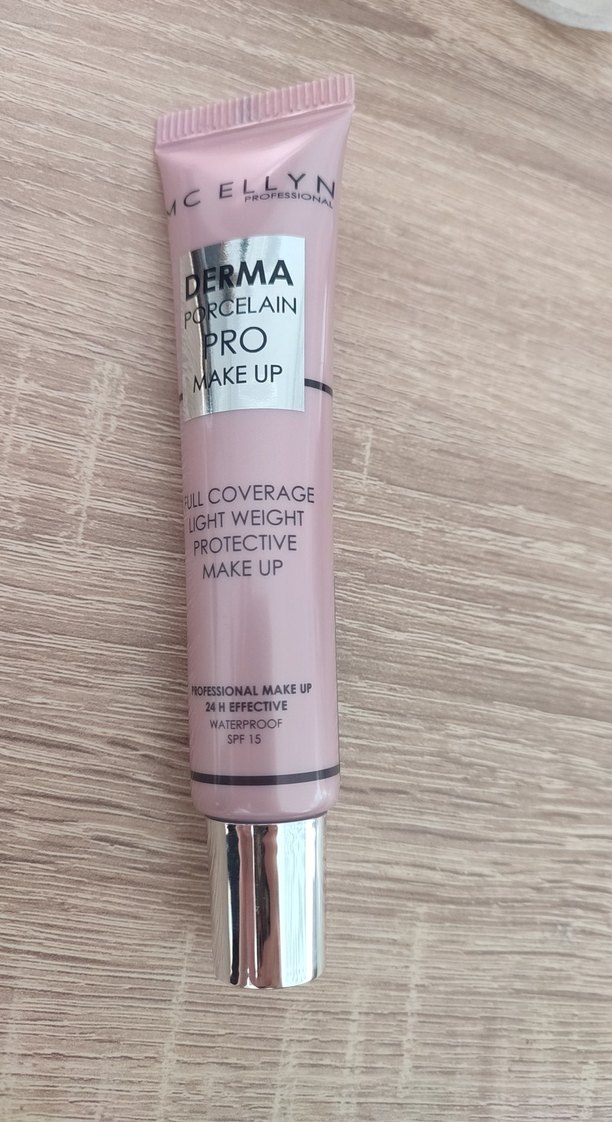 MC ELLYN
PROFESSIONAL
DERMA
PORCELAIN
PRO
MAKE UP
FULL COVERAGE
LIGHT WEIGHT
PROTECTIVE
MAKE UP
PROFESSIONAL MAKE UP
24 H EFFECTIVE
WATERPROOF
SPF 15